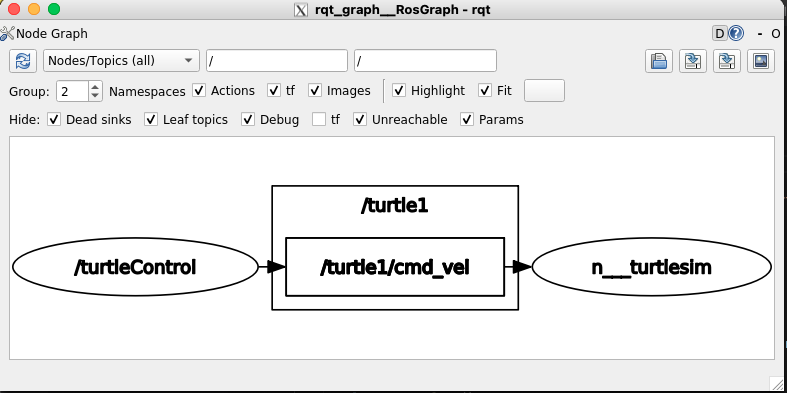 rqt_graph__RosGraph - rqt
Node Graph D ? - O
Nodes/Topics (all) / /
Group: 2 Namespaces Actions tf Images Highlight Fit
Hide: Dead sinks Leaf topics Debug tf Unreachable Params
/turtle1
/turtleControl /turtle1/cmd_vel n___turtlesim